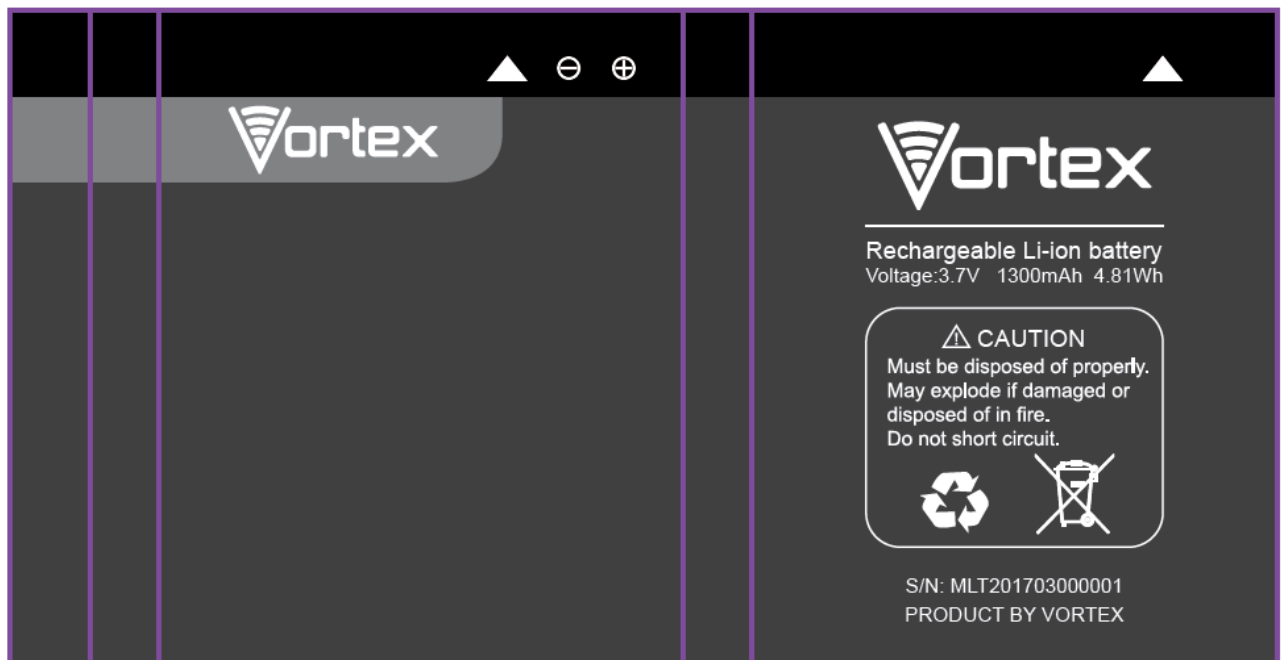 Vortex
Vortex
Rechargeable Li-ion battery
Voltage:3.7V 1300mAh 4.81Wh
CAUTION
Must be disposed of properly.
May explode if damaged or
disposed of in fire.
Do not short circuit.
S/N: MLT201703000001
PRODUCT BY VORTEX